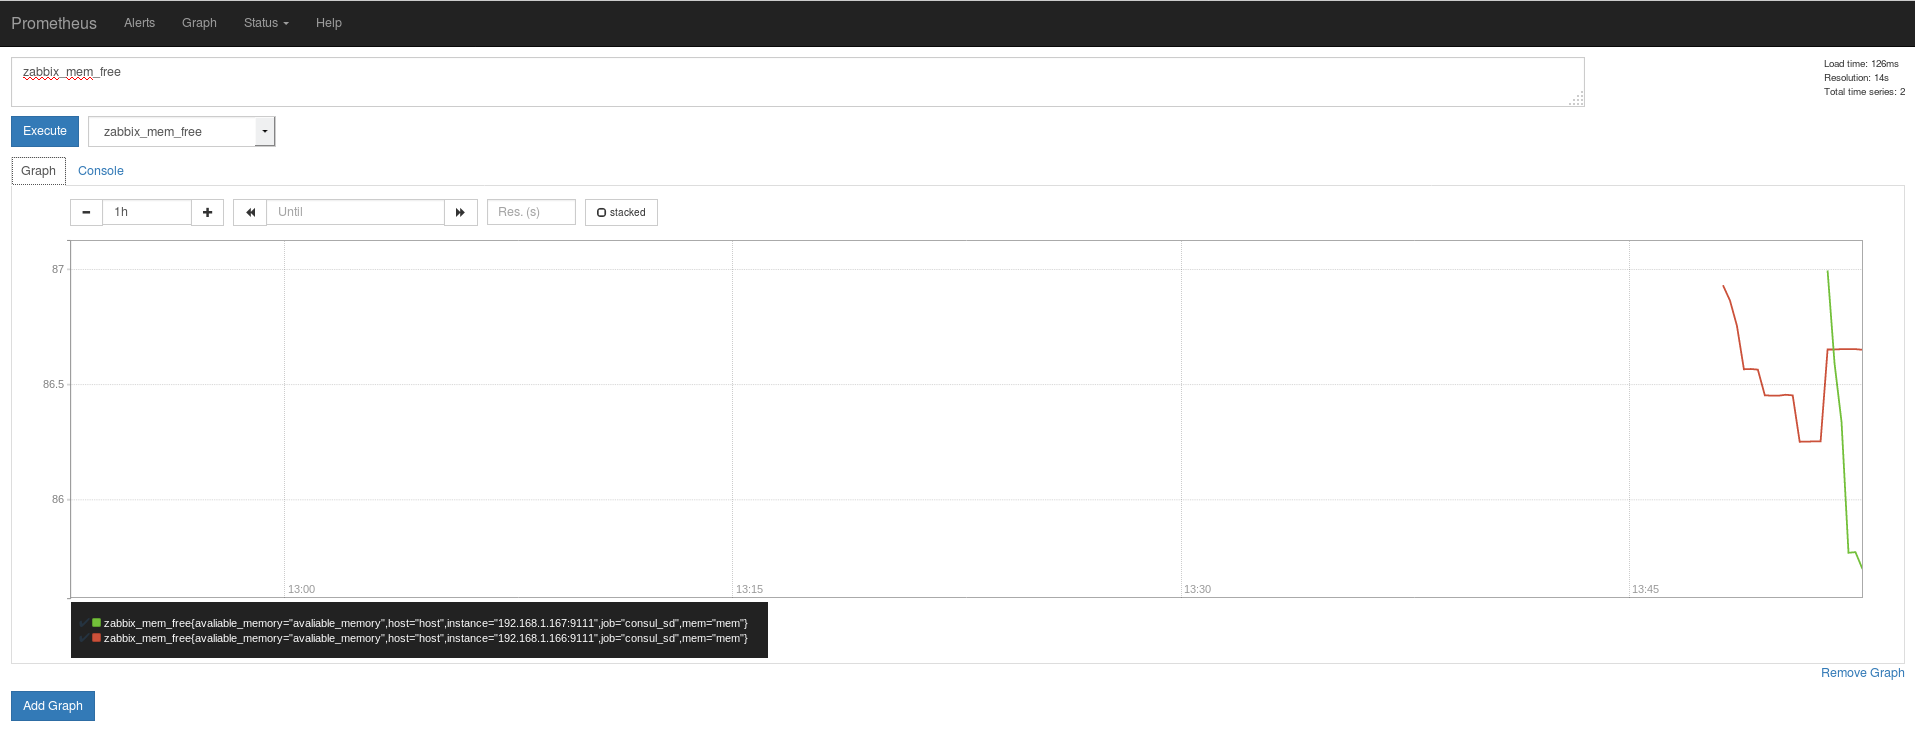 Prometheus Alerts Graph Status Help
zabbix_mem_free
Load time: 126ms
Resolution: 14s
Total time series: 2
Execute zabbix_mem_free
Graph Console
1h Until Res. (s) stacked
87
86.5
86
13:00 13:15 13:30 13:45
zabbix_mem_free{avaliable_memory="avaliable_memory",host="host",instance="192.168.1.167:9111",job="consul_sd",mem="mem"}
zabbix_mem_free{avaliable_memory="avaliable_memory",host="host",instance="192.168.1.166:9111",job="consul_sd",mem="mem"}
Remove Graph
Add Graph